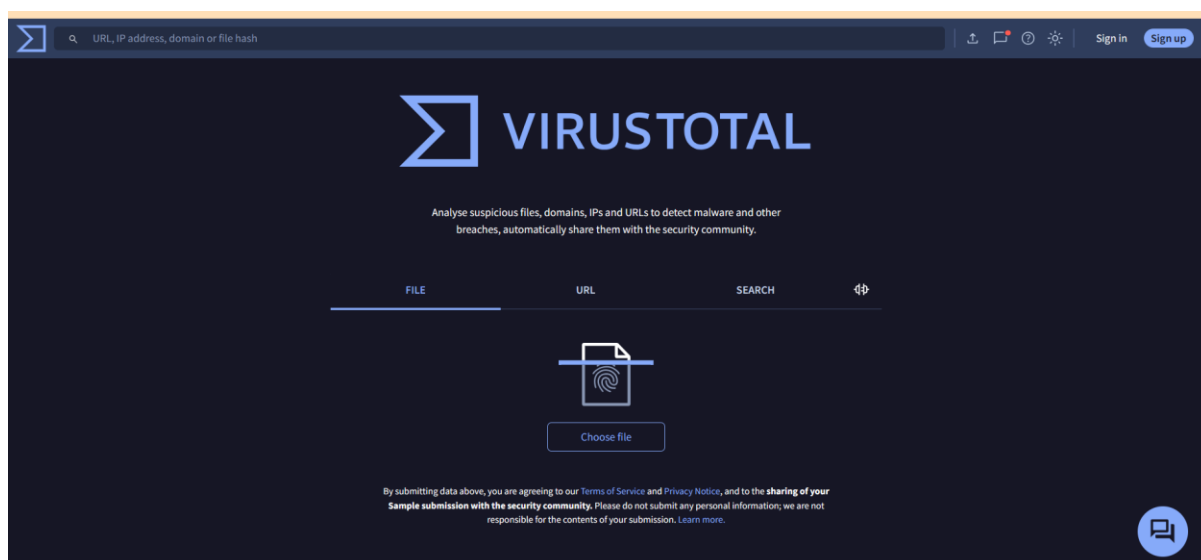 URL, IP address, domain or file hash
Sign in
Sign up
VIRUSTOTAL
Analyse suspicious files, domains, IPs and URLs to detect malware and other
breaches, automatically share them with the security community.
FILE
URL
SEARCH
Choose file
By submitting data above, you are agreeing to our Terms of Service and Privacy Notice, and to the sharing of your
Sample submission with the security community. Please do not submit any personal information; we are not
responsible for the contents of your submission. Learn more.